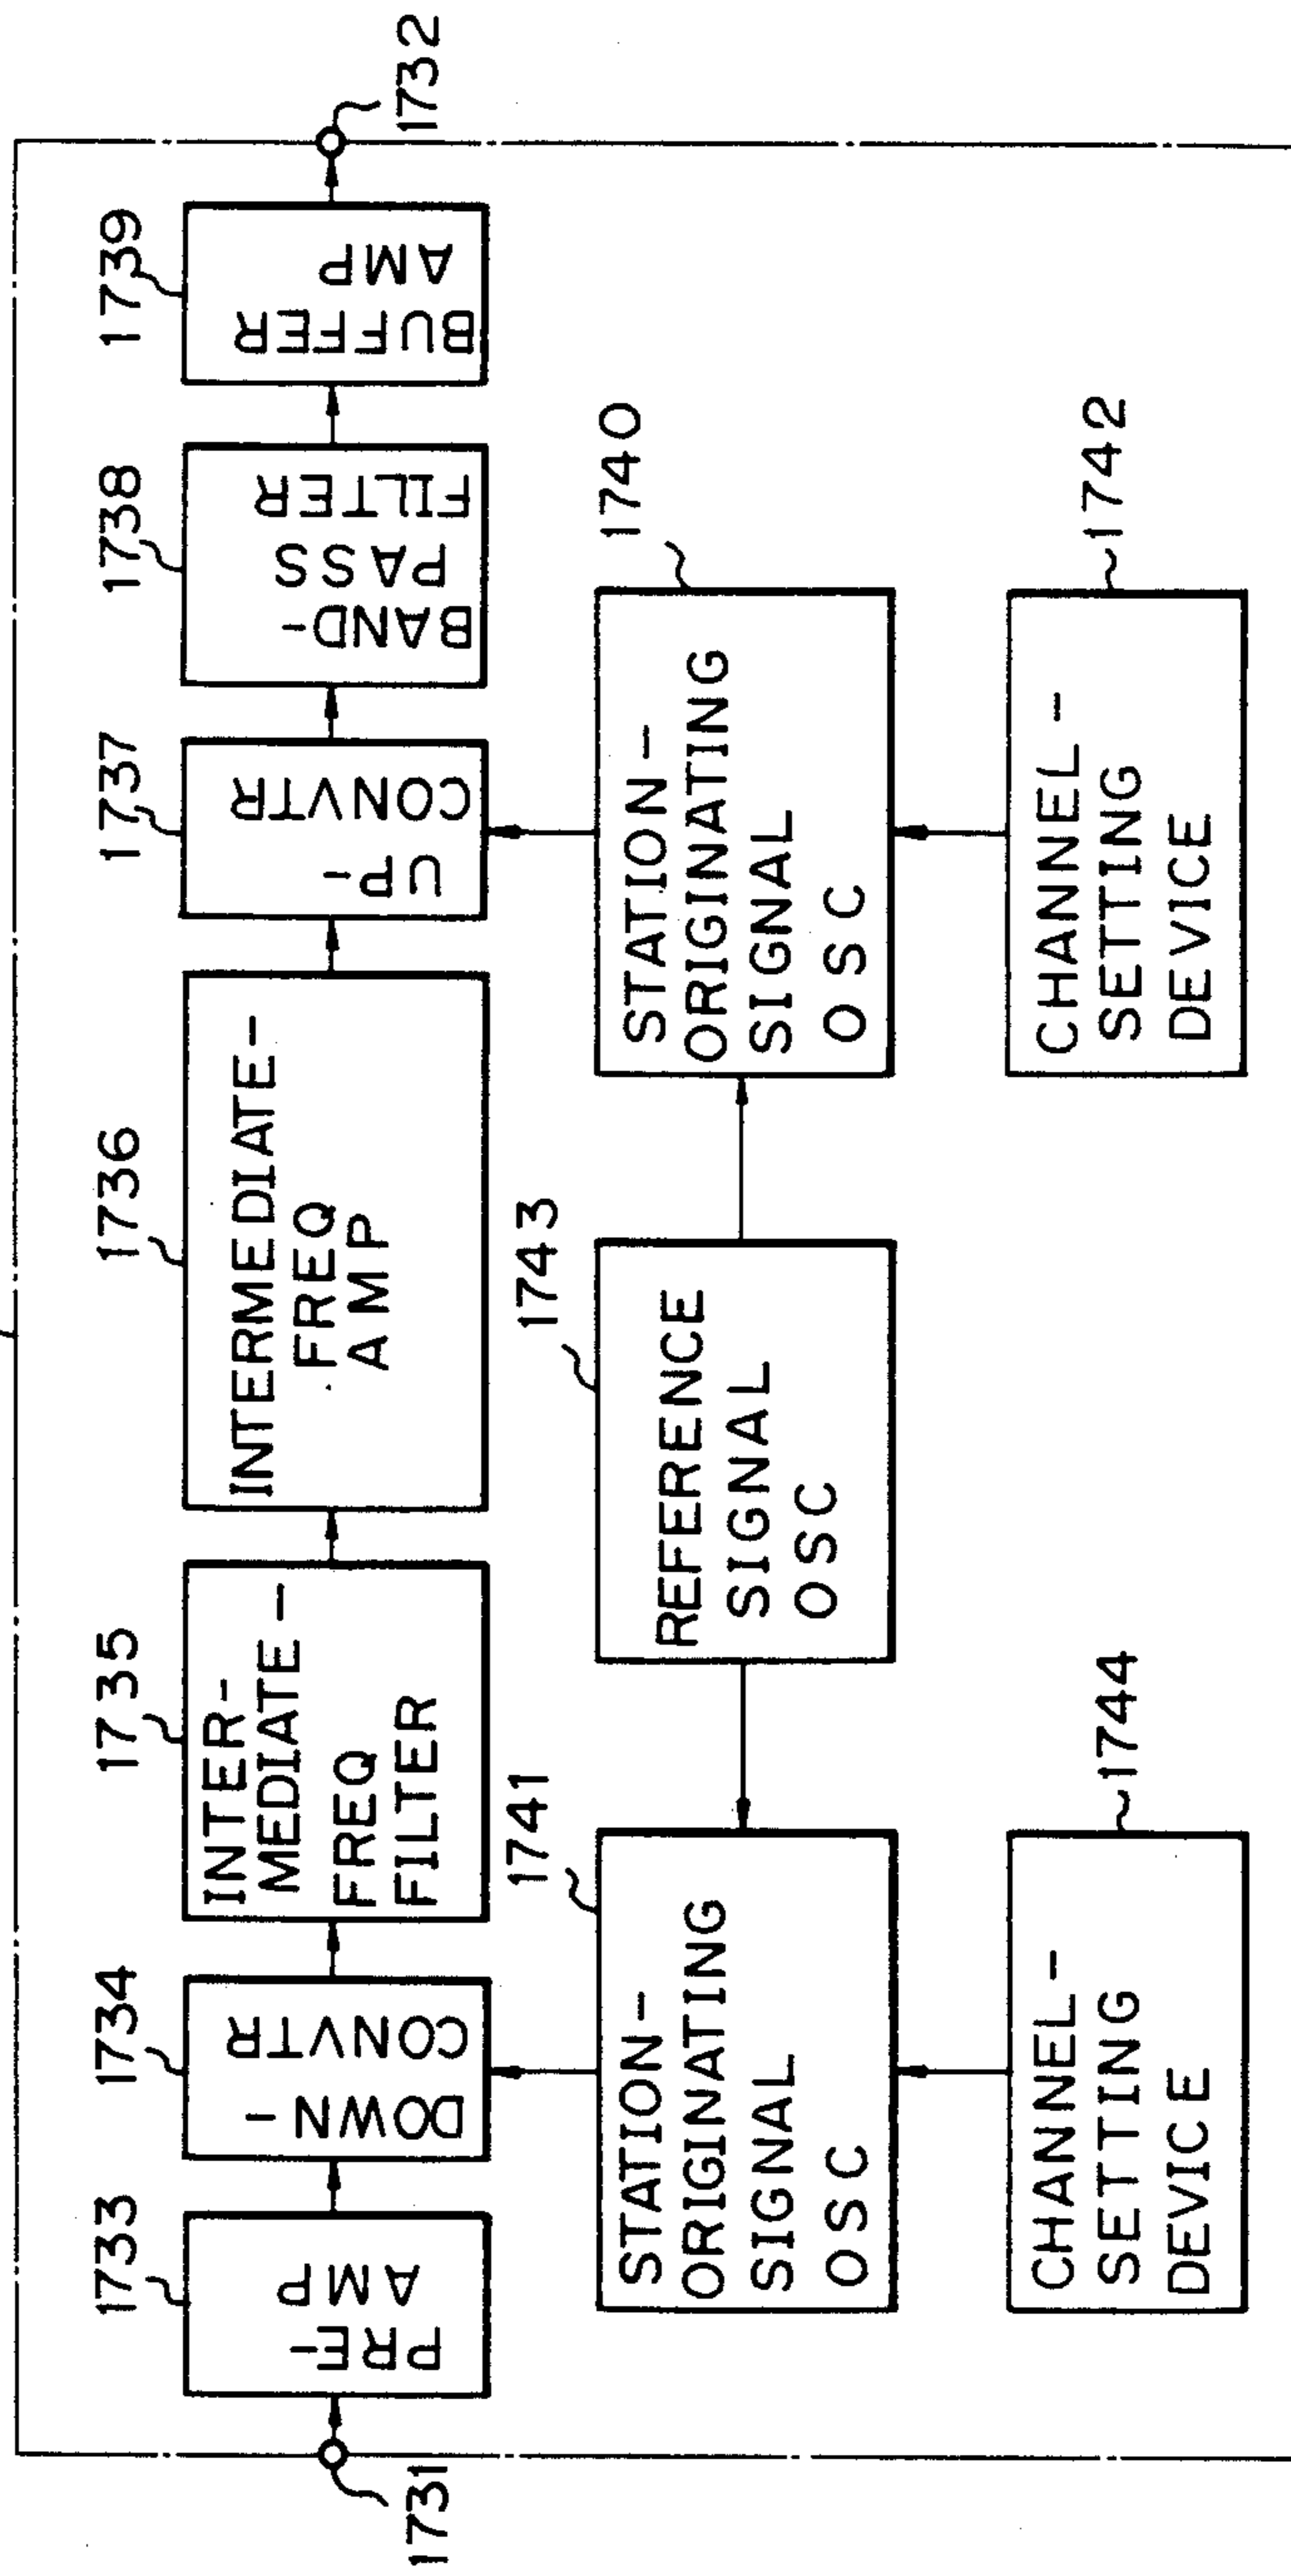 1731
1733
PRE-
AMP
1734
DOWN-
CONVTR
1735
INTER-
MEDIATE-
FREQ
FILTER
1736
INTERMEDIATE-
FREQ
AMP
1737
UP-
CONVTR
1738
BAND-
PASS
FILTER
1739
BUFFER
AMP
1732
1741
STATION-
ORIGINATING
SIGNAL
OSC
1743
REFERENCE
SIGNAL
OSC
1740
STATION-
ORIGINATING
SIGNAL
OSC
1744
CHANNEL-
SETTING
DEVICE
1742
CHANNEL-
SETTING
DEVICE